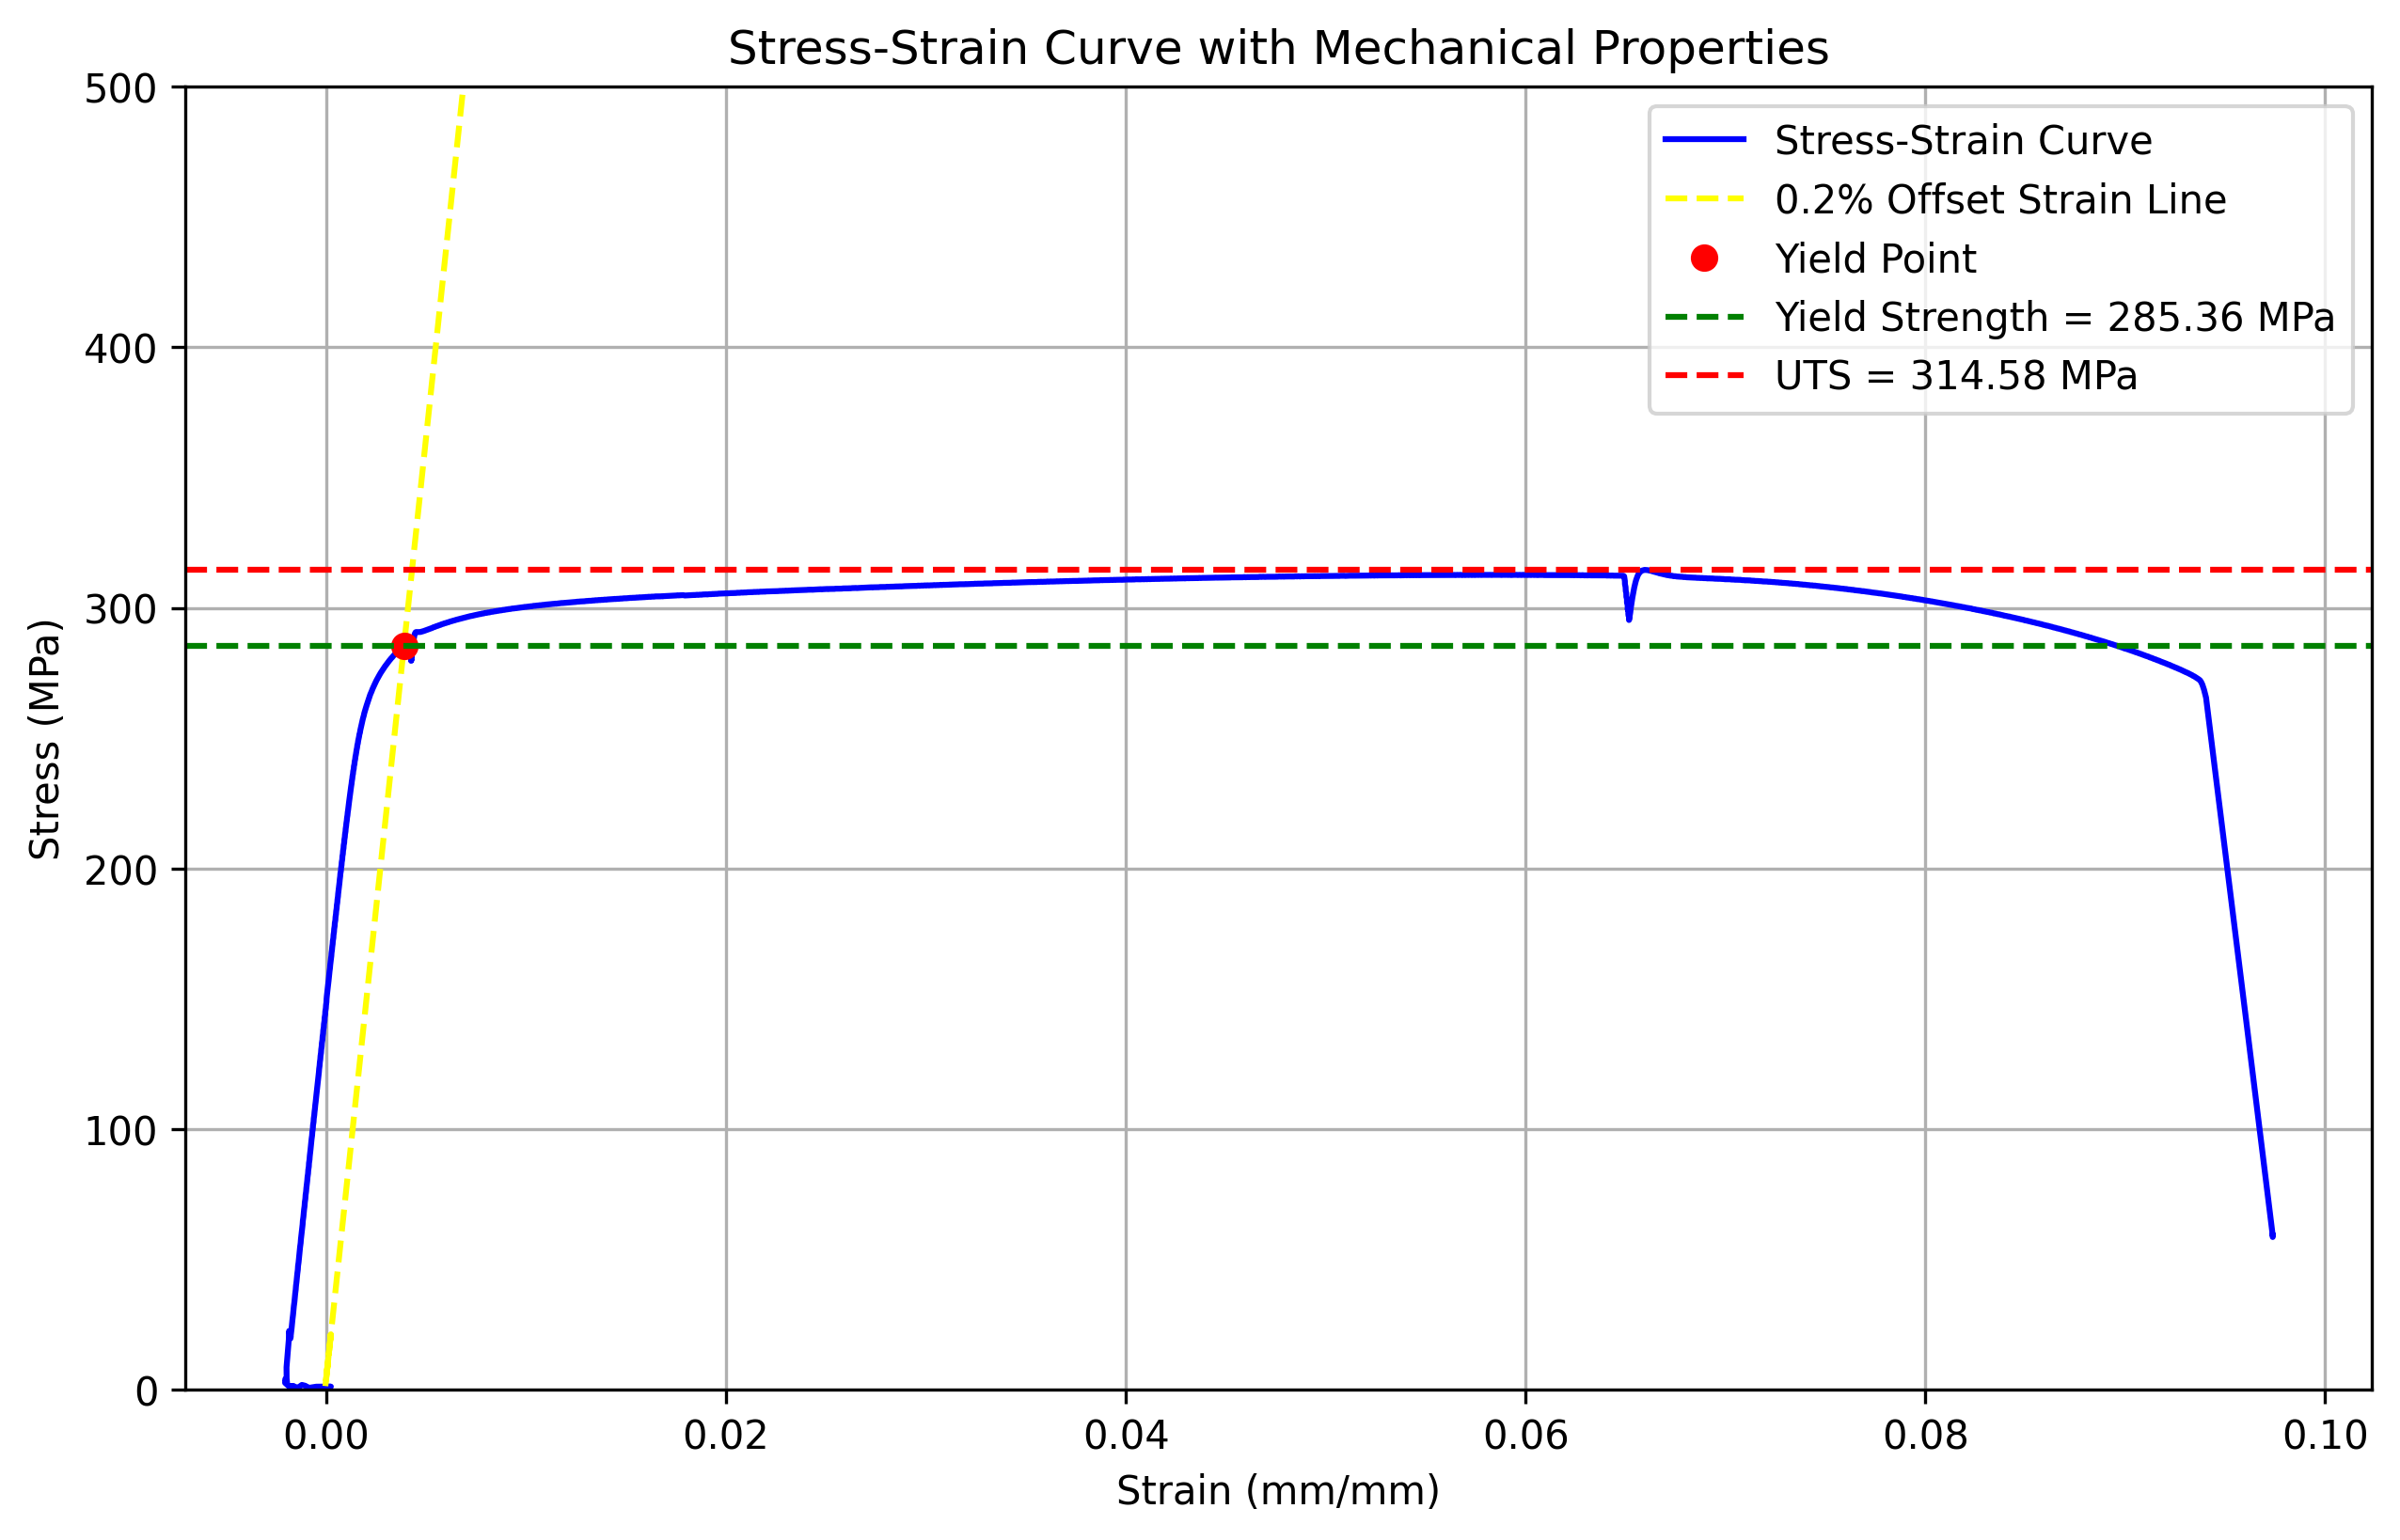 Stress-Strain Curve with Mechanical Properties
500
400
300
200
100
0
Stress (MPa)
Stress-Strain Curve
0.2% Offset Strain Line
Yield Point
Yield Strength = 285.36 MPa
UTS = 314.58 MPa
0.00 0.02 0.04 0.06 0.08 0.10
Strain (mm/mm)